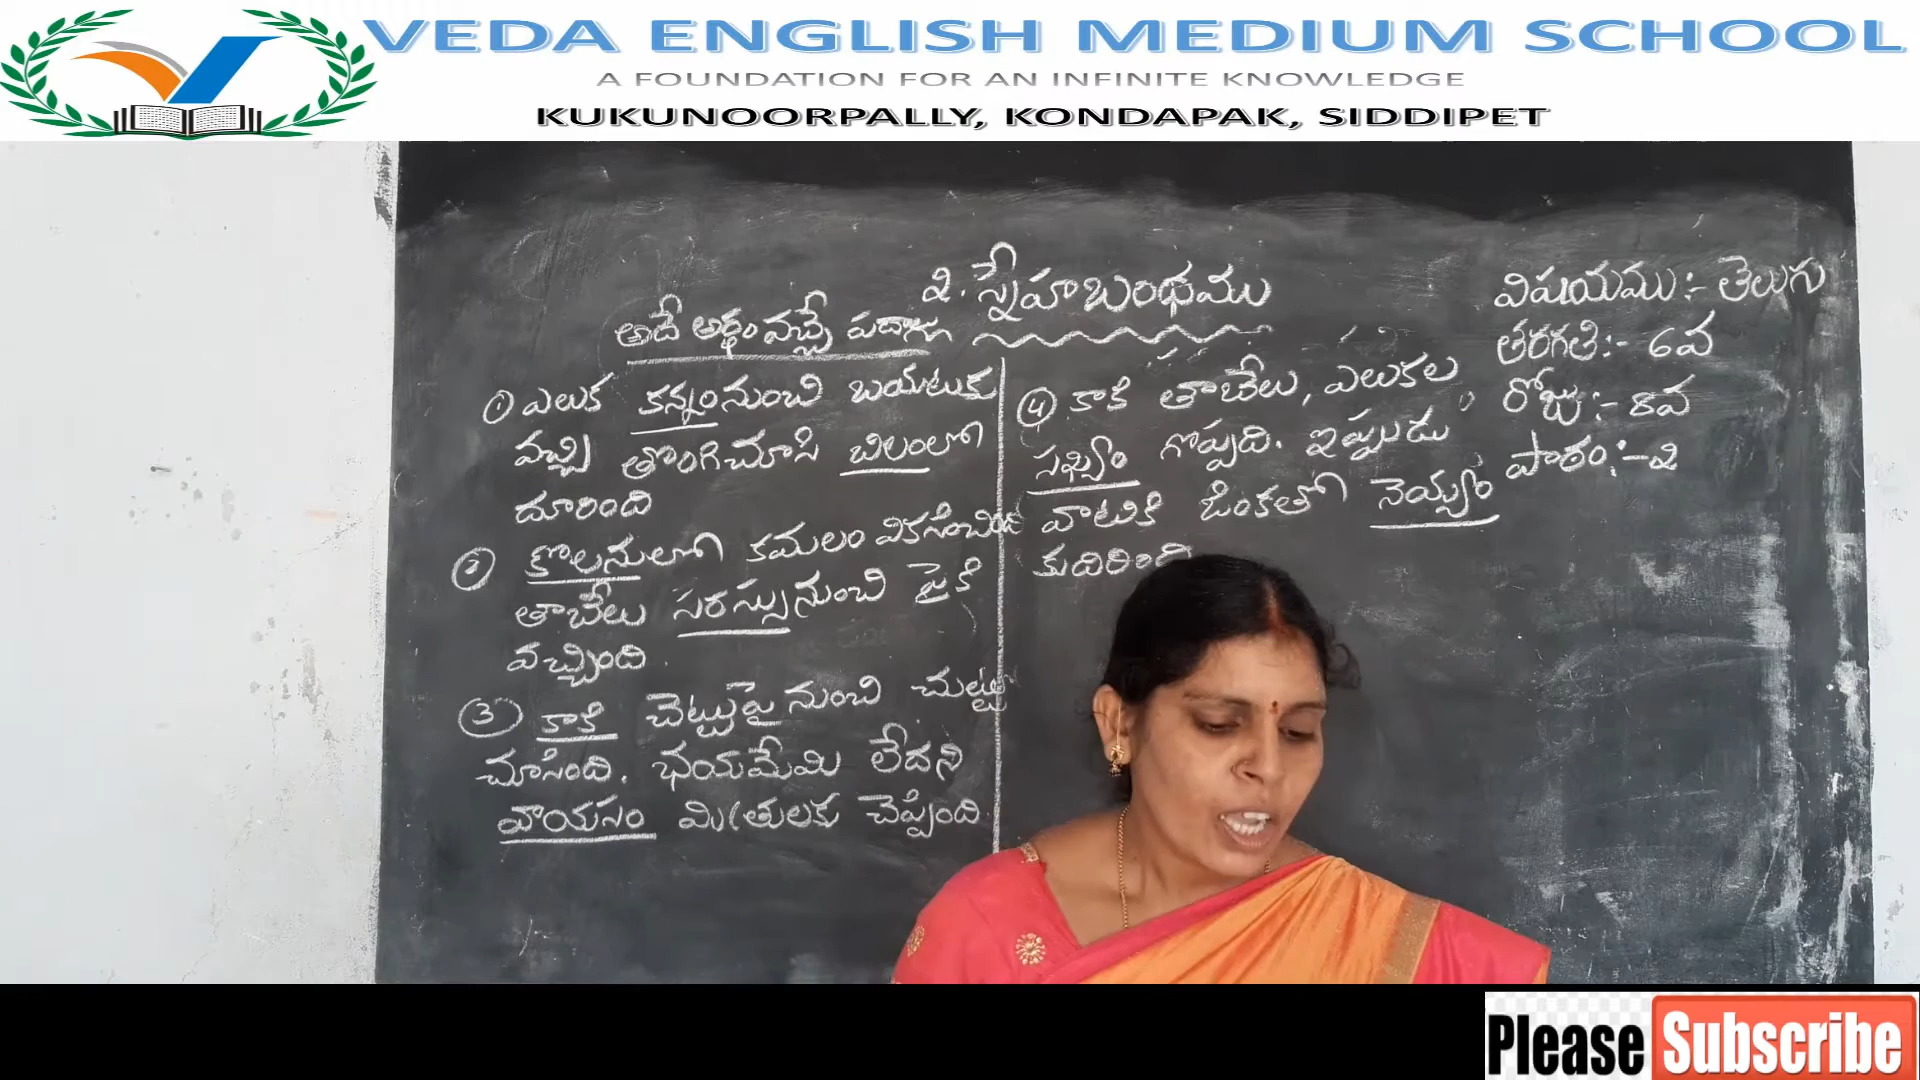 VEDA ENGLISH MEDIUM SCHOOL
A FOUNDATION FOR AN INFINITE KNOWLEDGE
KUKUNOORPALLY, KONDAPAK, SIDDIPET
౨. స్నేహబంధము
విషయము:- తెలుగు
తరగతి:- 6వ
రోజు:- 8వ
పాఠం:- ౨
అదే అర్థంవచ్చే పదాలు
① ఎలుక కన్నంనుంచి బయటకు
వచ్చి తొంగిచూసి బిలంలో
దూరింది
② కొలనులో కమలం వికసించింది
తాబేలు సరస్సునుంచి పైకి
వచ్చింది.
③ కాకి చెట్టుపైనుంచి చుట్టు
చూసింది. భయమేమి లేదని
వాయసం మిత్రులకు చెప్పింది.
④ కాకి తాబేలు, ఎలుకల
సఖ్యం గొప్పది. ఇప్పుడు
వాటికి జింకతో నెయ్యం
కుదిరింది
Please Subscribe